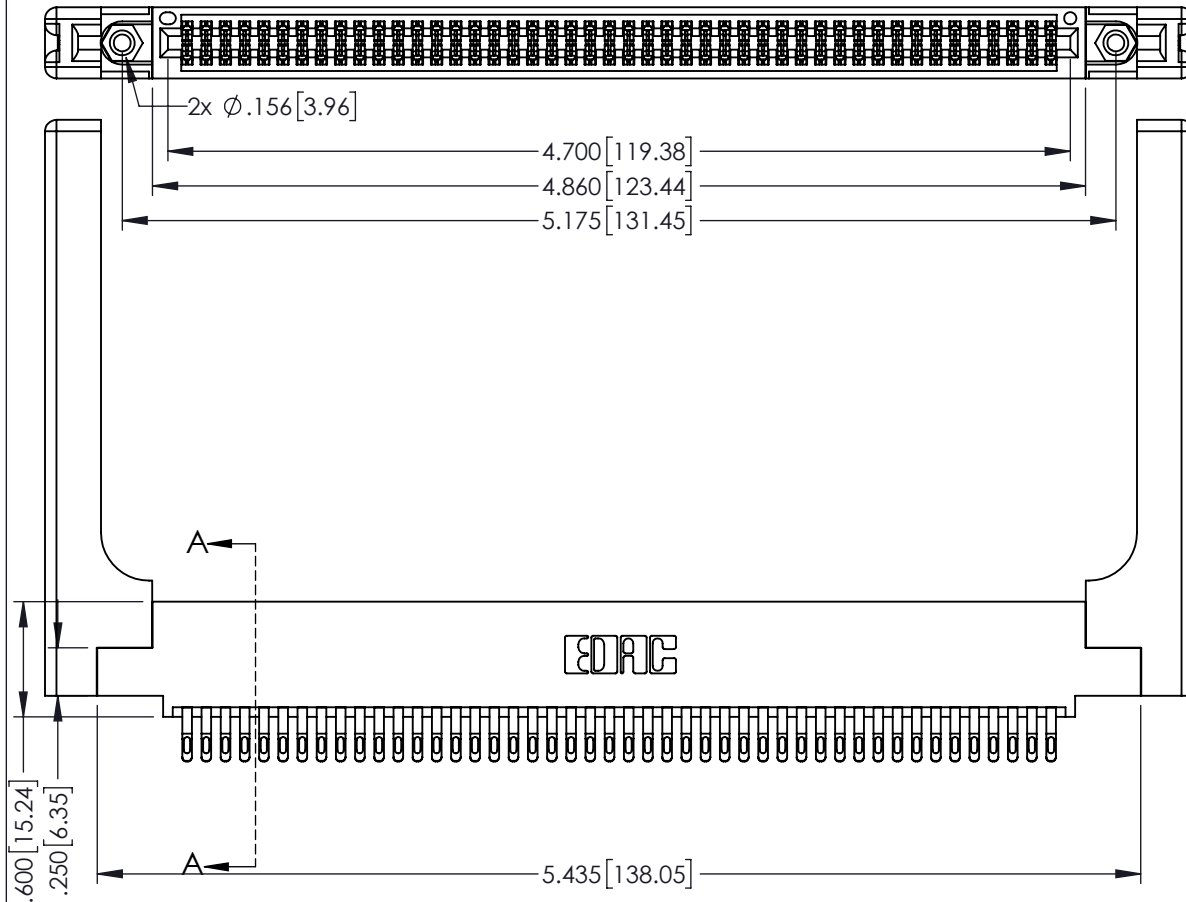 2x ∅.156[3.96]
4.700[119.38]
4.860[123.44]
5.175[131.45]
A
EDAC
.600[15.24]
.250[6.35]
A
5.435[138.05]